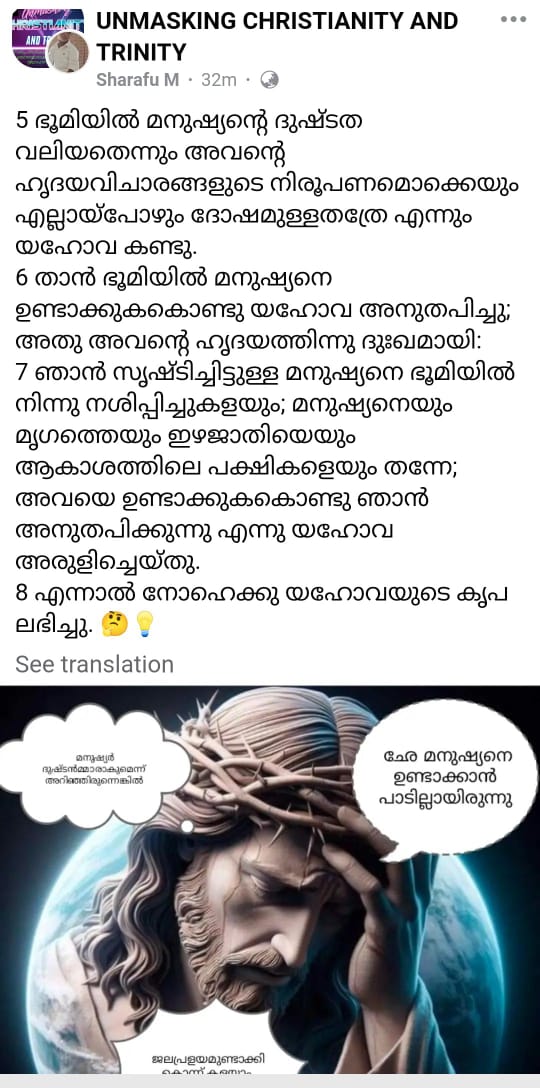 UNMASKING CHRISTIANITY AND
TRINITY
Sharafu M · 32m ·
5 ഭൂമിയിൽ മനുഷ്യന്റെ ദുഷ്ടത
വലിയതെന്നും അവന്റെ
ഹൃദയവിചാരങ്ങളുടെ നിരൂപണമൊക്കെയും
എല്ലായ്പോഴും ദോഷമുള്ളതത്രേ എന്നും
യഹോവ കണ്ടു.
6 താൻ ഭൂമിയിൽ മനുഷ്യനെ
ഉണ്ടാക്കുകകൊണ്ടു യഹോവ അനുതപിച്ചു;
അതു അവന്റെ ഹൃദയത്തിന്നു ദുഃഖമായി:
7 ഞാൻ സൃഷ്ടിച്ചിട്ടുള്ള മനുഷ്യനെ ഭൂമിയിൽ
നിന്നു നശിപ്പിച്ചുകളയും; മനുഷ്യനെയും
മൃഗത്തെയും ഇഴജാതിയെയും
ആകാശത്തിലെ പക്ഷികളെയും തന്നേ;
അവയെ ഉണ്ടാക്കുകകൊണ്ടു ഞാൻ
അനുതപിക്കുന്നു എന്നു യഹോവ
അരുളിച്ചെയ്തു.
8 എന്നാൽ നോഹെക്കു യഹോവയുടെ കൃപ
ലഭിച്ചു. 🤔💡
See translation
മനുഷ്യർ
ദുഷ്ടൻമ്മാരാകുമെന്ന്
അറിഞ്ഞിരുന്നെങ്കിൽ
ഛേ മനുഷ്യനെ
ഉണ്ടാക്കാൻ
പാടില്ലായിരുന്നു
ജലപ്രളയമുണ്ടാക്കി